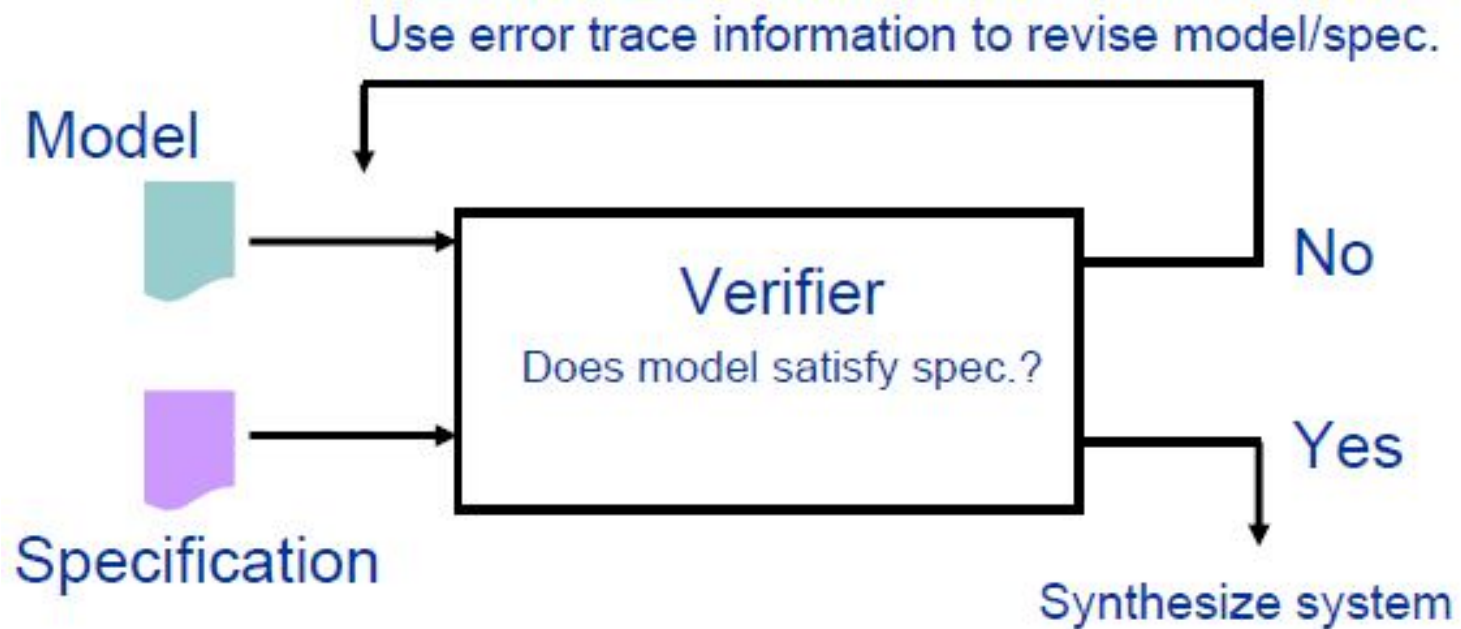 Use error trace information to revise model/spec.
Model
No
Verifier
Does model satisfy spec.?
Yes
Specification
Synthesize system